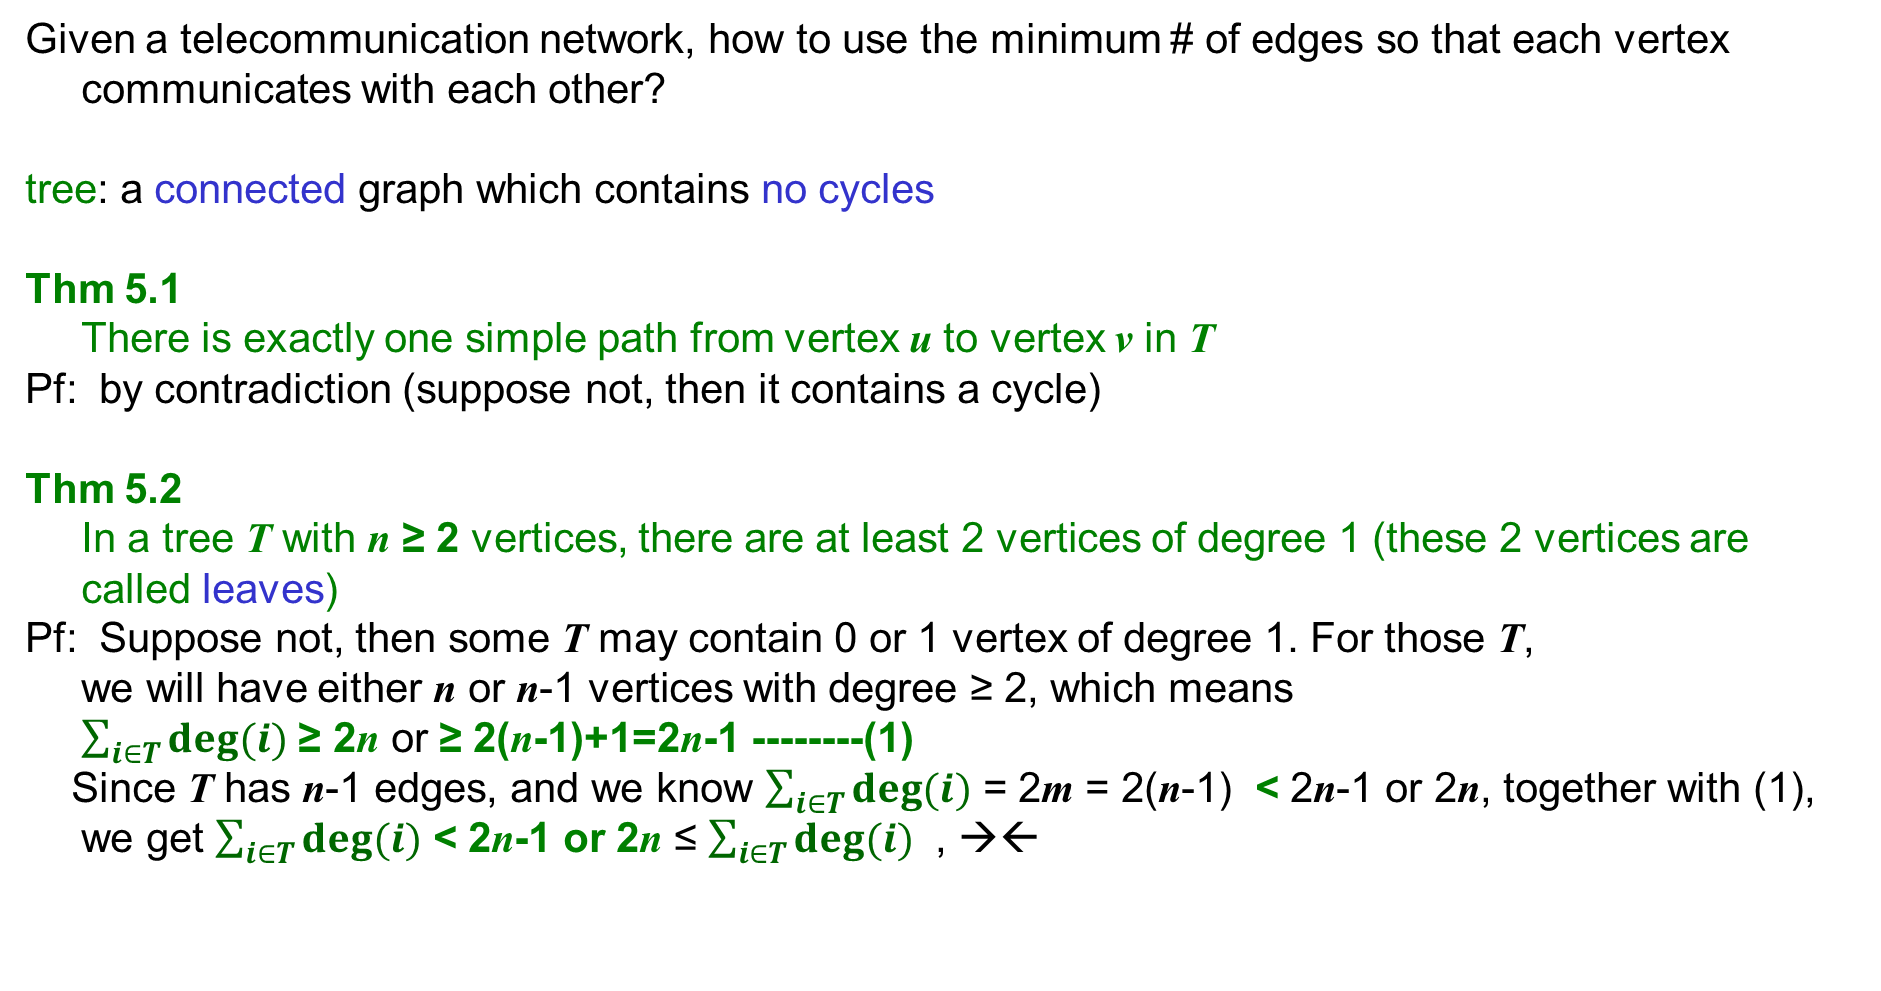 Given a telecommunication network, how to use the minimum # of edges so that each vertex
communicates with each other?
tree: a connected graph which contains no cycles
Thm 5.1
There is exactly one simple path from vertex u to vertex v in T
Pf: by contradiction (suppose not, then it contains a cycle)
Thm 5.2
In a tree T with n ≥ 2 vertices, there are at least 2 vertices of degree 1 (these 2 vertices are
called leaves)
Pf: Suppose not, then some T may contain 0 or 1 vertex of degree 1. For those T,
we will have either n or n-1 vertices with degree ≥ 2, which means
∑i∈T deg(i) ≥ 2n or ≥ 2(n-1)+1=2n-1 --------(1)
Since T has n-1 edges, and we know ∑i∈T deg(i) = 2m = 2(n-1) < 2n-1 or 2n, together with (1),
we get ∑i∈T deg(i) < 2n-1 or 2n ≤ ∑i∈T deg(i) , →←